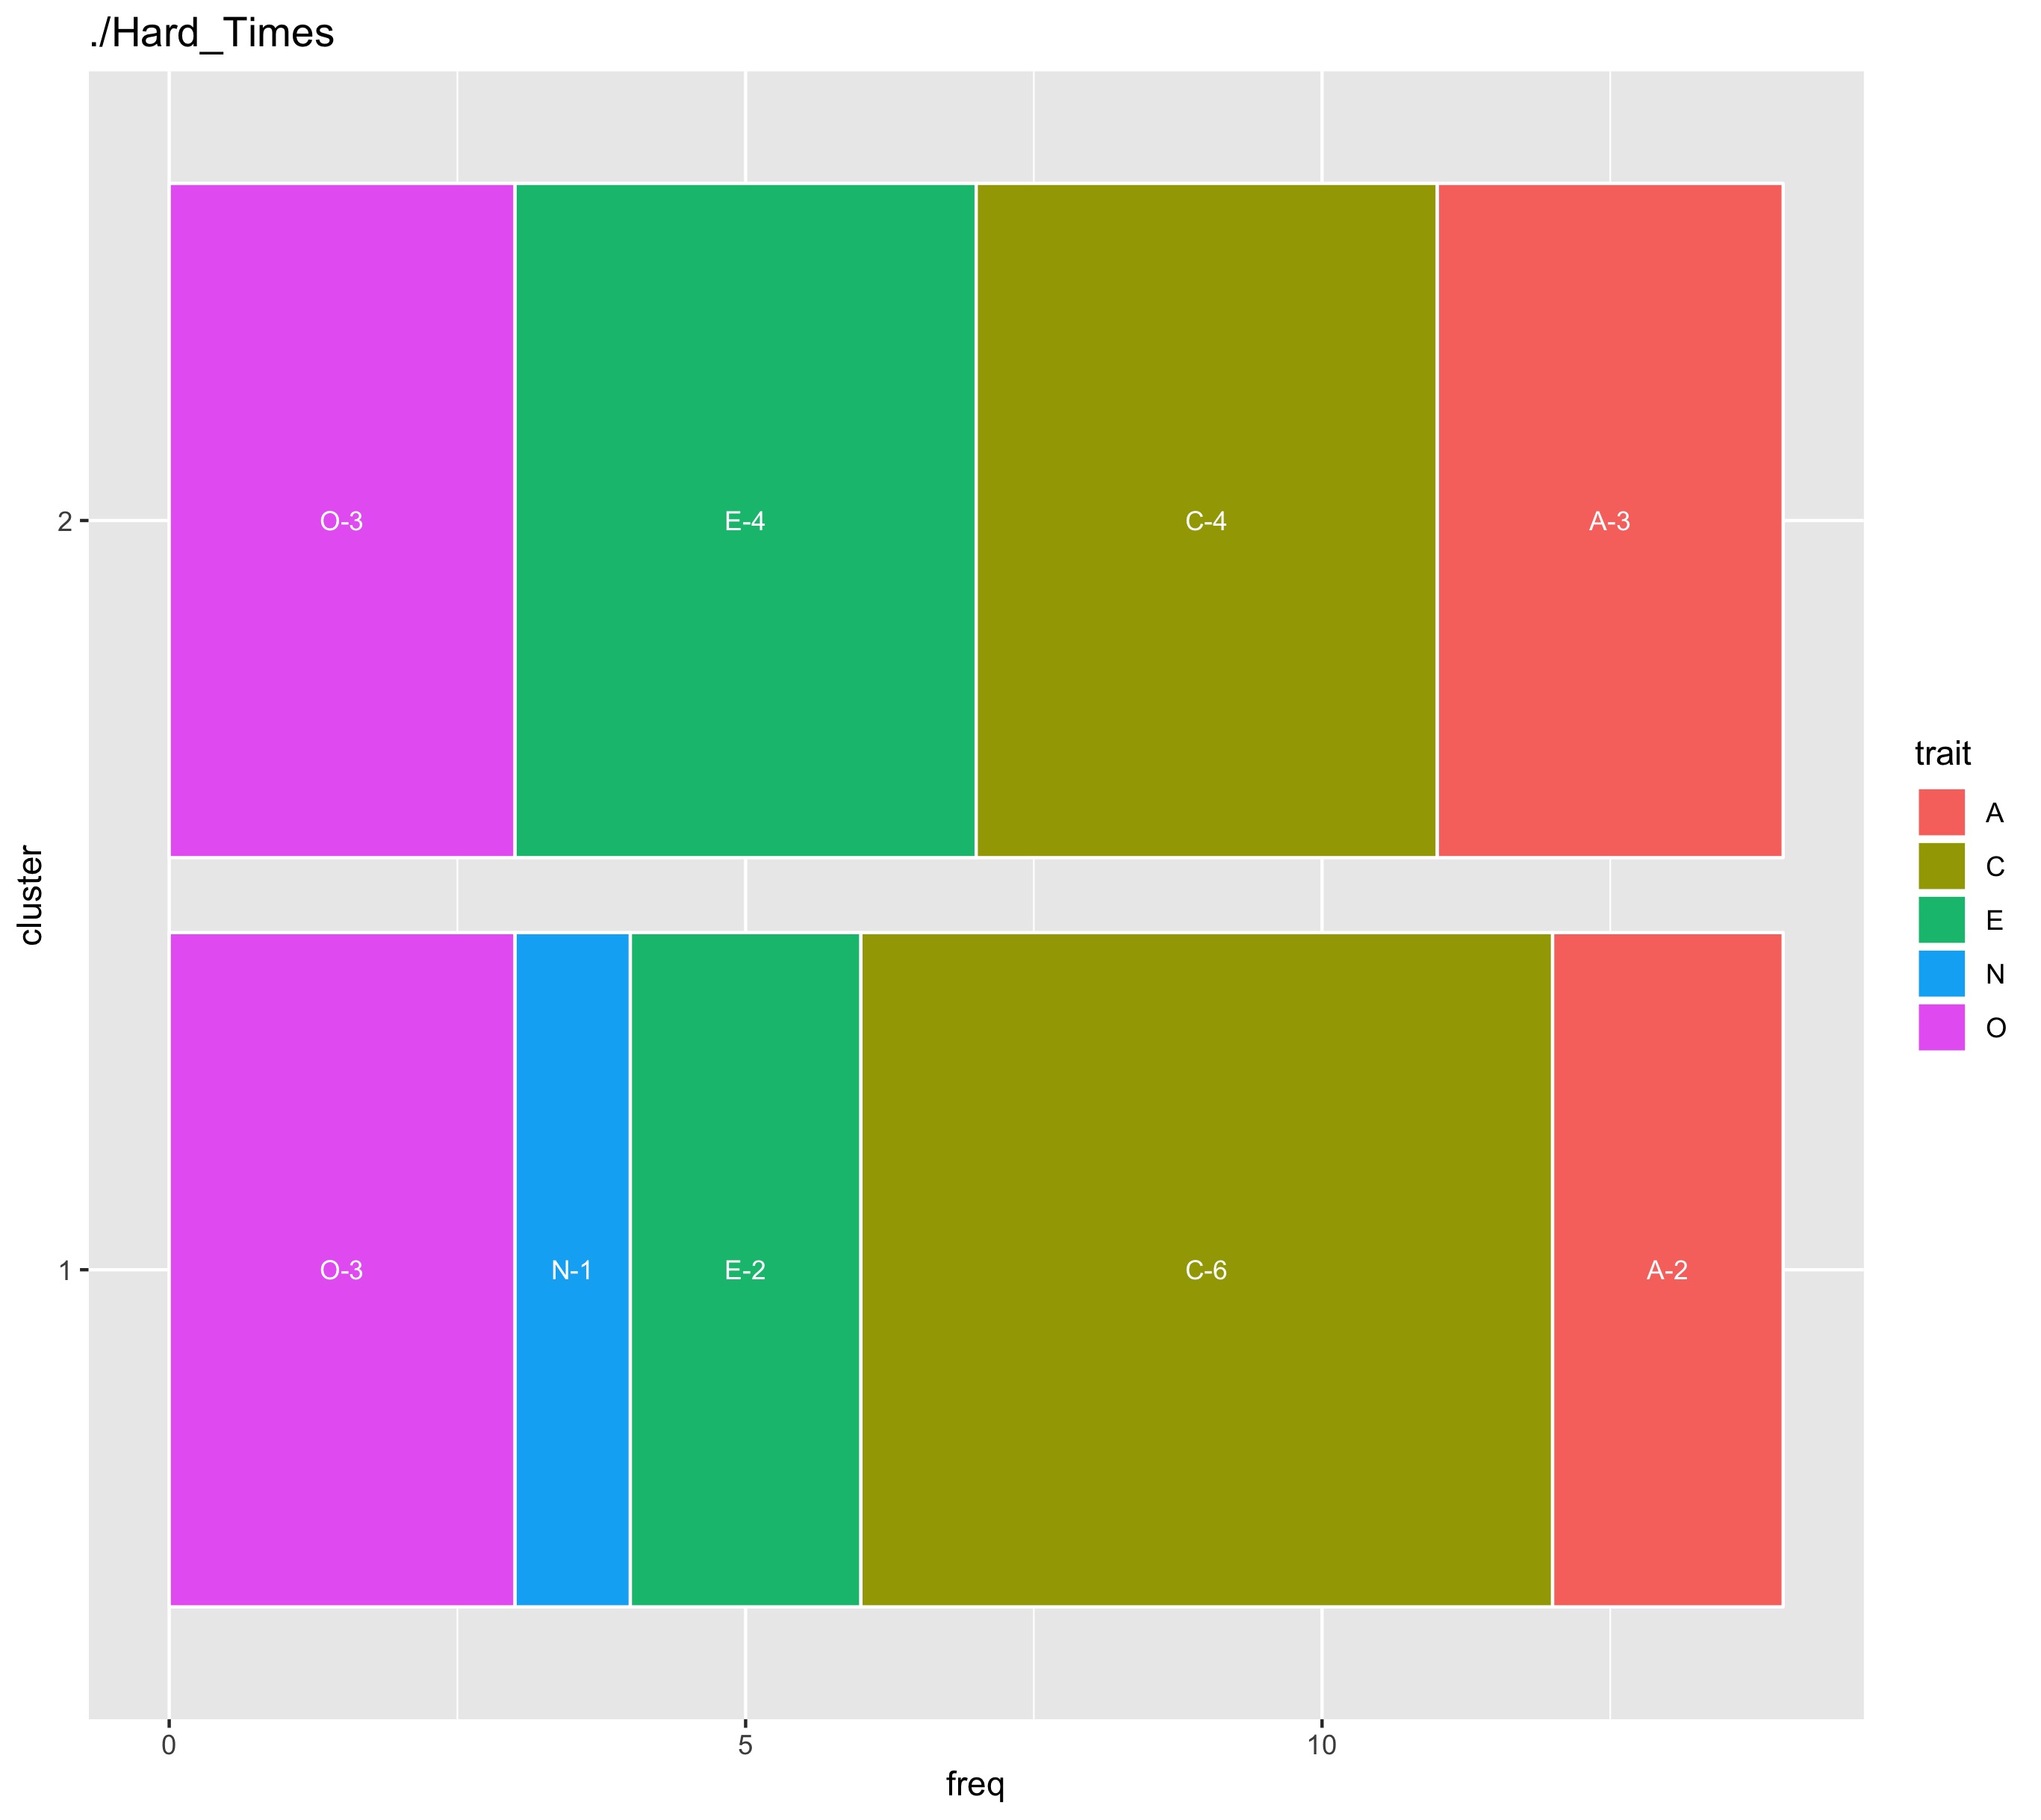 ./Hard_Times
2
O-3 E-4 C-4 A-3
cluster
1
O-3 N-1 E-2 C-6 A-2
0 5 10
freq
trait
A
C
E
N
O